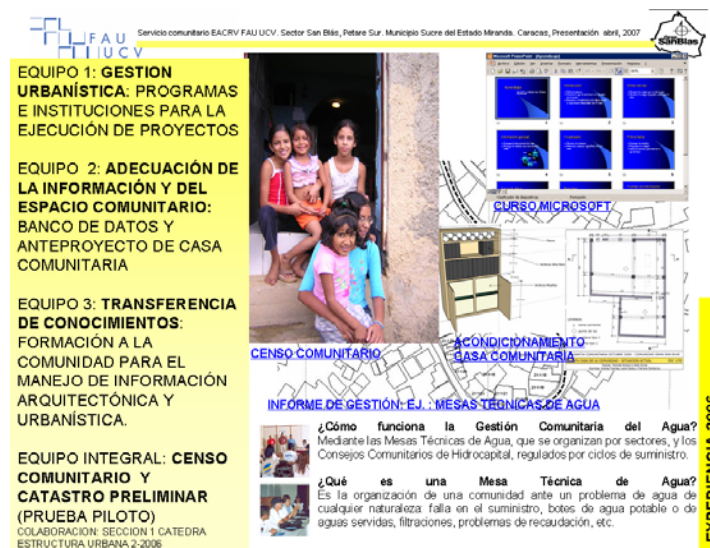 FAU
UCV
Servicio comunitario EACRV FAU UCV. Sector San Blás, Petare Sur. Municipio Sucre del Estado Miranda. Caracas, Presentación abril, 2007
SanBlas
EQUIPO 1: GESTION
URBANÍSTICA: PROGRAMAS
E INSTITUCIONES PARA LA
EJECUCIÓN DE PROYECTOS
EQUIPO 2: ADECUACIÓN DE
LA INFORMACIÓN Y DEL
ESPACIO COMUNITARIO:
BANCO DE DATOS Y
ANTEPROYECTO DE CASA
COMUNITARIA
EQUIPO 3: TRANSFERENCIA
DE CONOCIMIENTOS:
FORMACIÓN A LA
COMUNIDAD PARA EL
MANEJO DE INFORMACIÓN
ARQUITECTÓNICA Y
URBANÍSTICA.
EQUIPO INTEGRAL: CENSO
COMUNITARIO Y
CATASTRO PRELIMINAR
(PRUEBA PILOTO)
COLABORACION: SECCION 1 CATEDRA
ESTRUCTURA URBANA 2-2006
CURSO MICROSOFT
CENSO COMUNITARIO
ACONDICIONAMIENTO
CASA COMUNITARIA
INFORME DE GESTIÓN: EJ. : MESAS TÉCNICAS DE AGUA
¿Cómo funciona la Gestión Comunitaria del Agua?
Mediante las Mesas Técnicas de Agua, que se organizan por sectores, y los
Consejos Comunitarios de Hidrocapital, regulados por ciclos de suministro.
¿Qué es una Mesa Técnica de Agua?
Es la organización de una comunidad ante un problema de agua de
cualquier naturaleza: falla en el suministro, botes de agua potable o de
aguas servidas, filtraciones, problemas de recaudación, etc.
EXPERIENCIA 2006